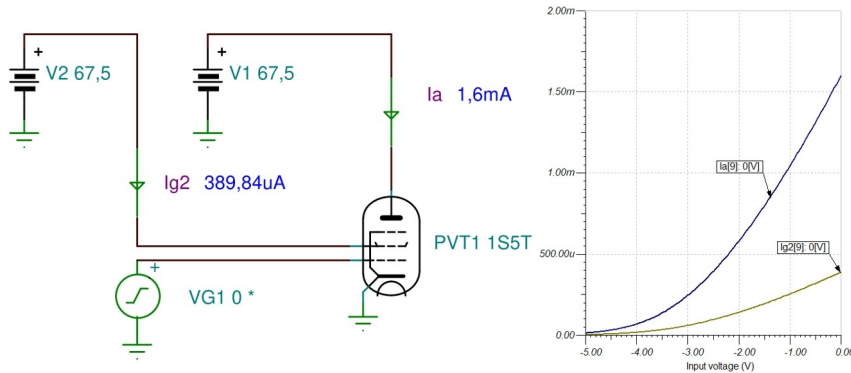 +
V2 67,5
+
V1 67,5
Ia 1,6mA
Ig2 389,84uA
PVT1 1S5T
+
VG1 0 *
2.00m
1.50m
1.00m
500.00u
0.00
Ia[9]: 0[V]
Ig2[9]: 0[V]
-5.00 -4.00 -3.00 -2.00 -1.00 0.00
Input voltage (V)